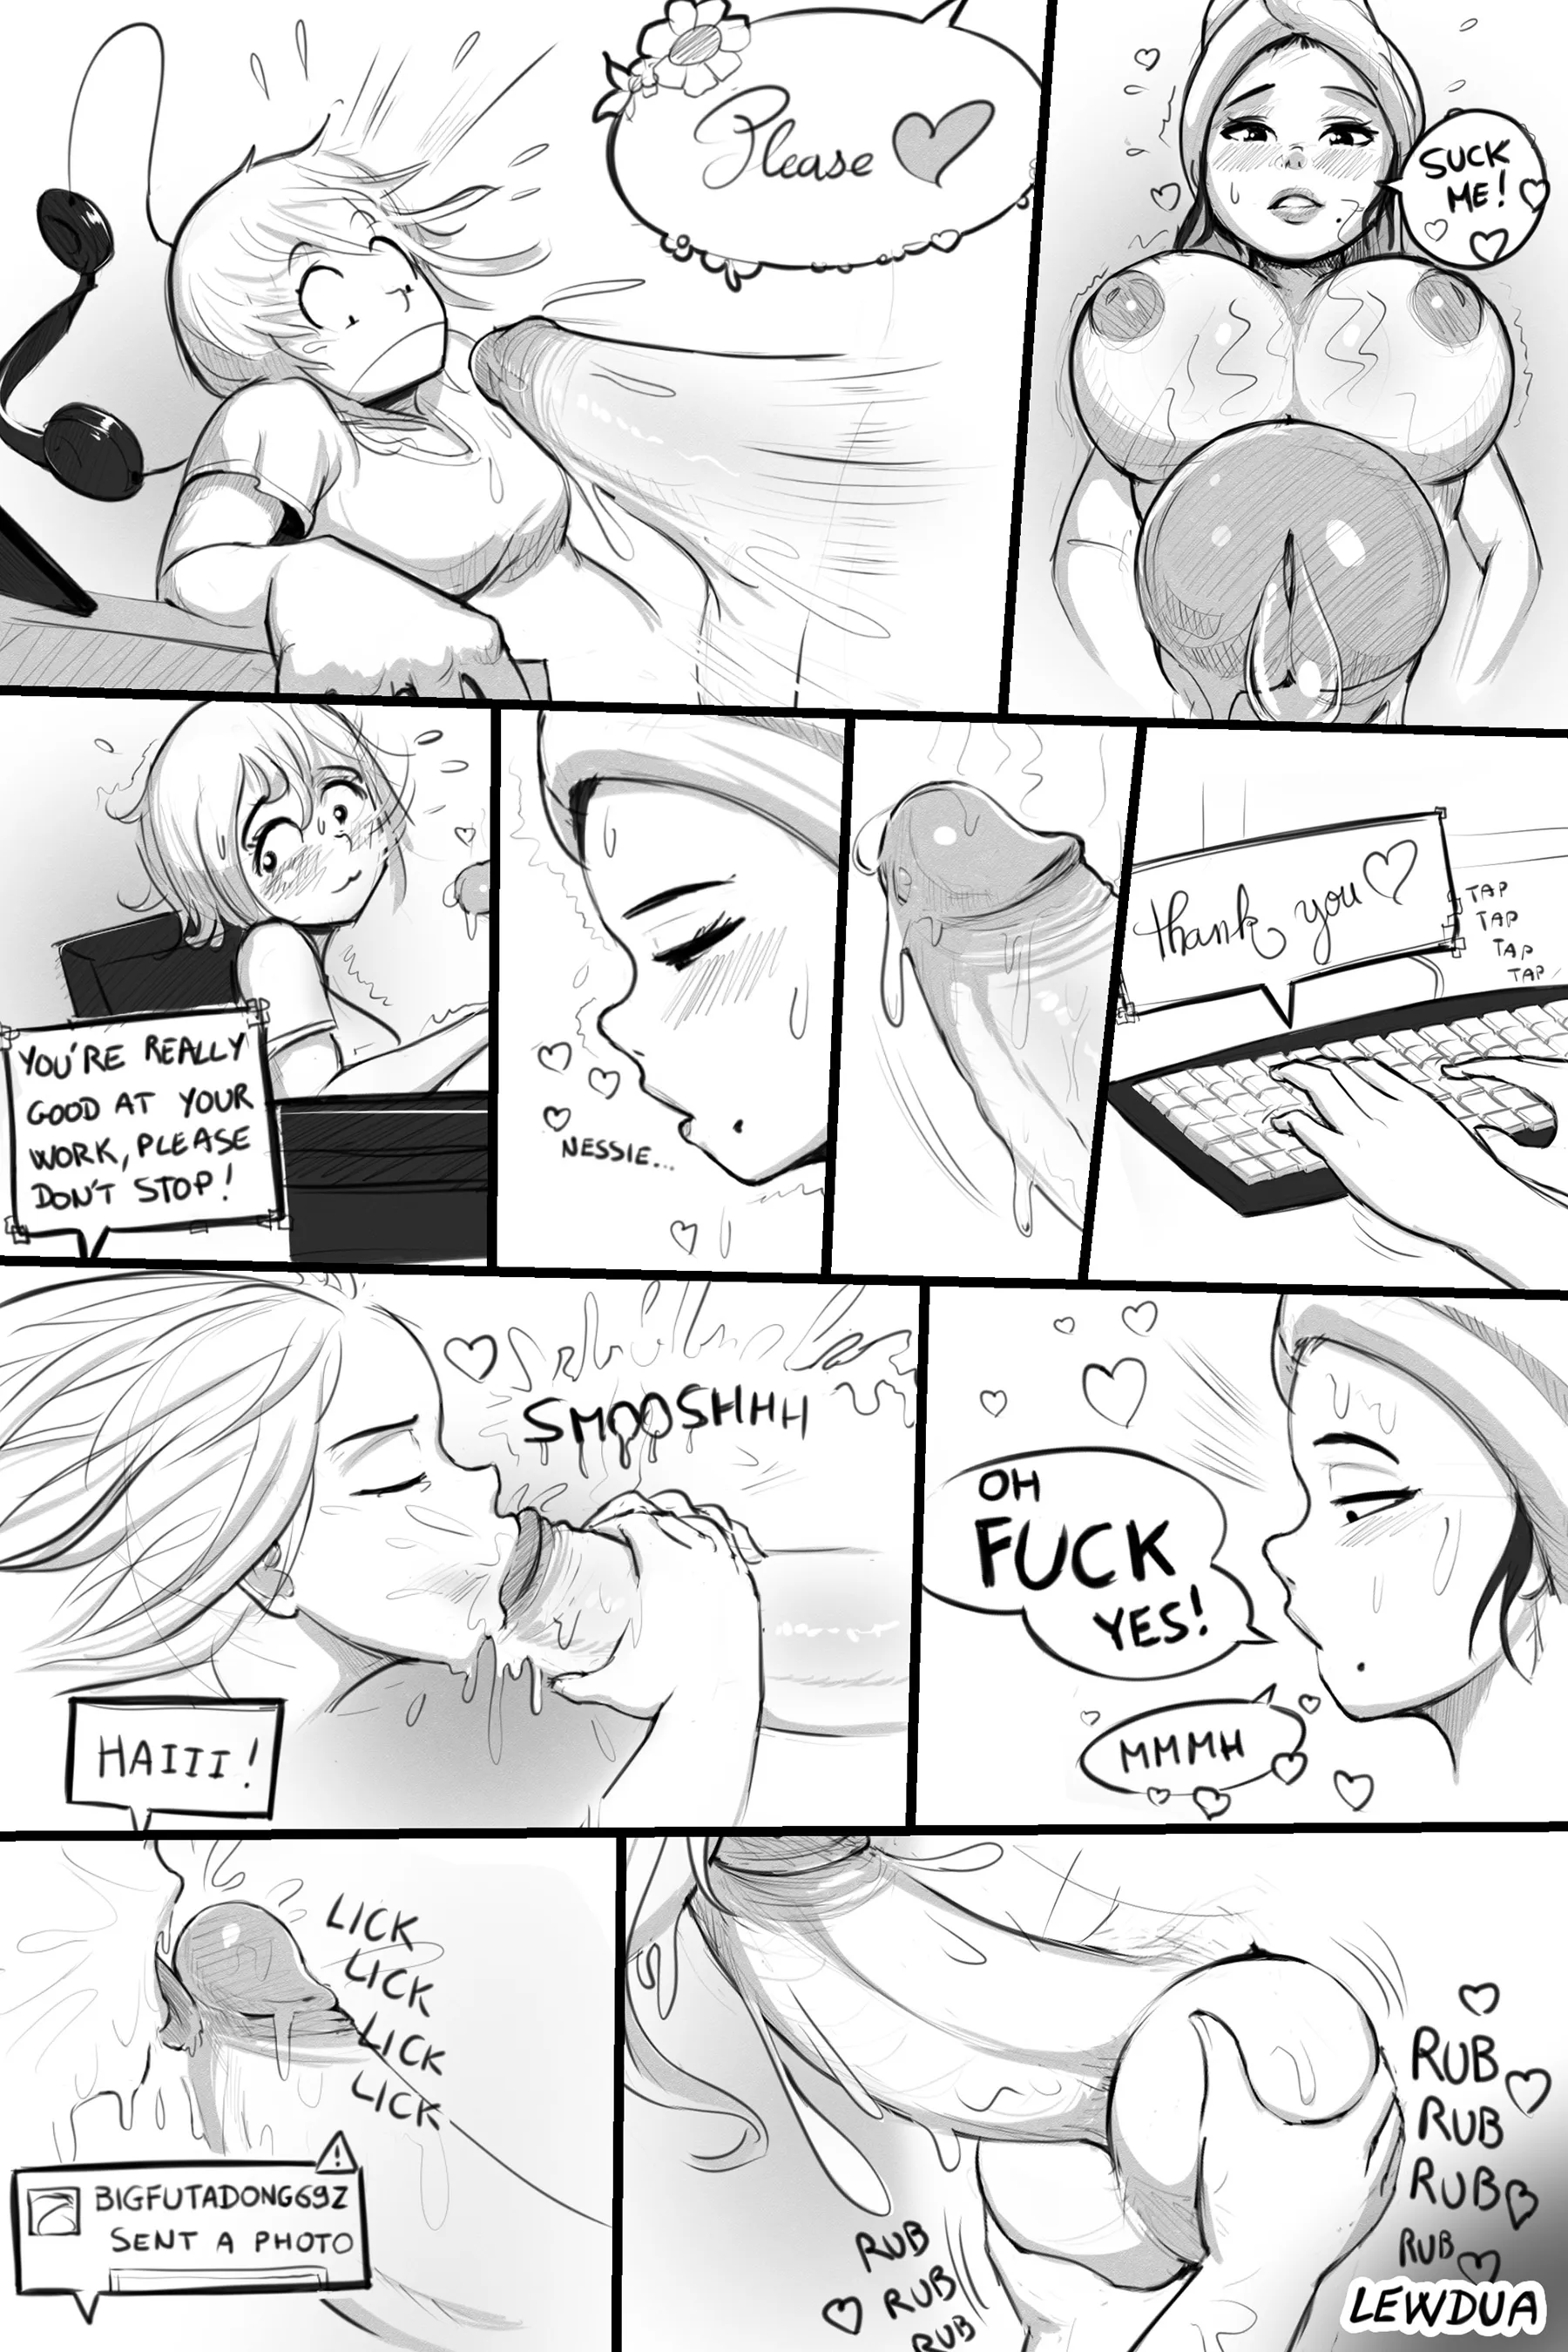 Please
SUCK
ME!
YOU'RE REALLY
GOOD AT YOUR
WORK, PLEASE
DON'T STOP!
NESSIE...
thank you
TAP
TAP
TAP
TAP
SMOOSHHH
HAIII!
OH
FUCK
YES!
MMMH
LICK
LICK
LICK
LICK
BIGFUTADONG69Z
SENT A PHOTO
RUB
RUB
RUB
RUB
RUB
RUB
RUB
LEWDUA